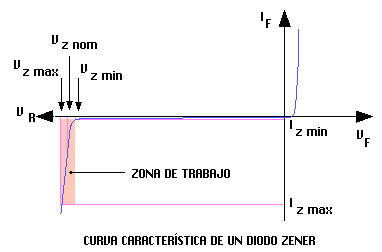 I F
V z nom
V z max
V z min
V R
I z min
V F
ZONA DE TRABAJO
I z max
CURVA CARACTERÍSTICA DE UN DIODO ZENER